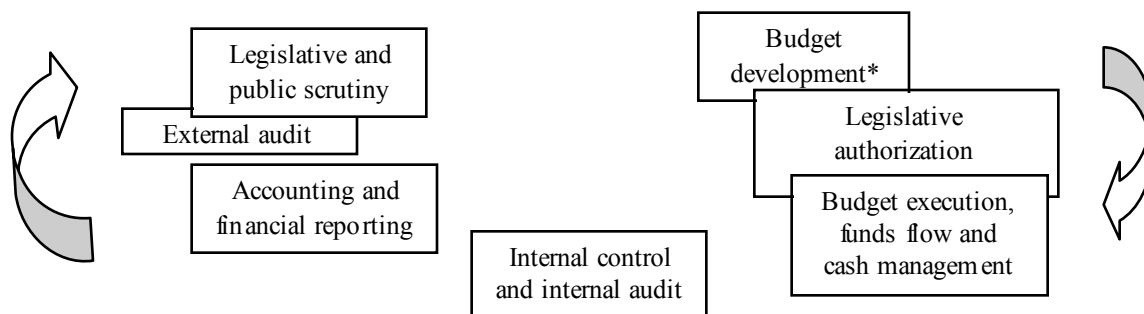 Legislative and
public scrutiny
External audit
Accounting and
financial reporting
Internal control
and internal audit
Budget
development*
Legislative
authorization
Budget execution,
funds flow and
cash management